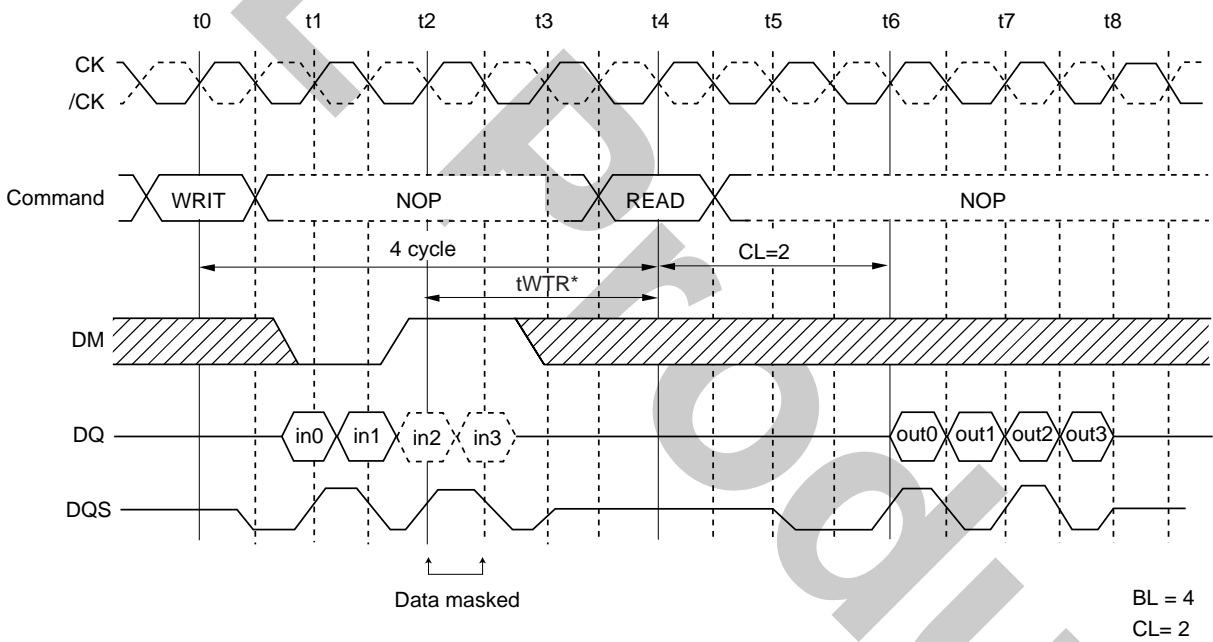 t0 t1 t2 t3 t4 t5 t6 t7 t8
CK
/CK
Command WRIT NOP READ NOP
4 cycle CL=2
tWTR*
DM
DQ in0 in1 in2 in3 out0 out1 out2 out3
DQS
Data masked
BL = 4
CL= 2